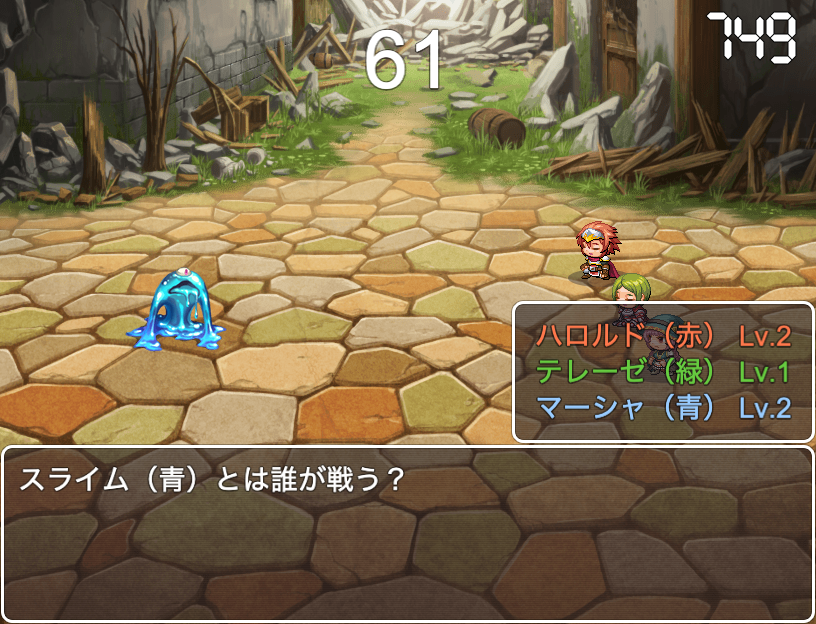 61
749
ハロルド（赤） Lv.2
テレーゼ（緑） Lv.1
マーシャ（青） Lv.2
スライム（青）とは誰が戦う？